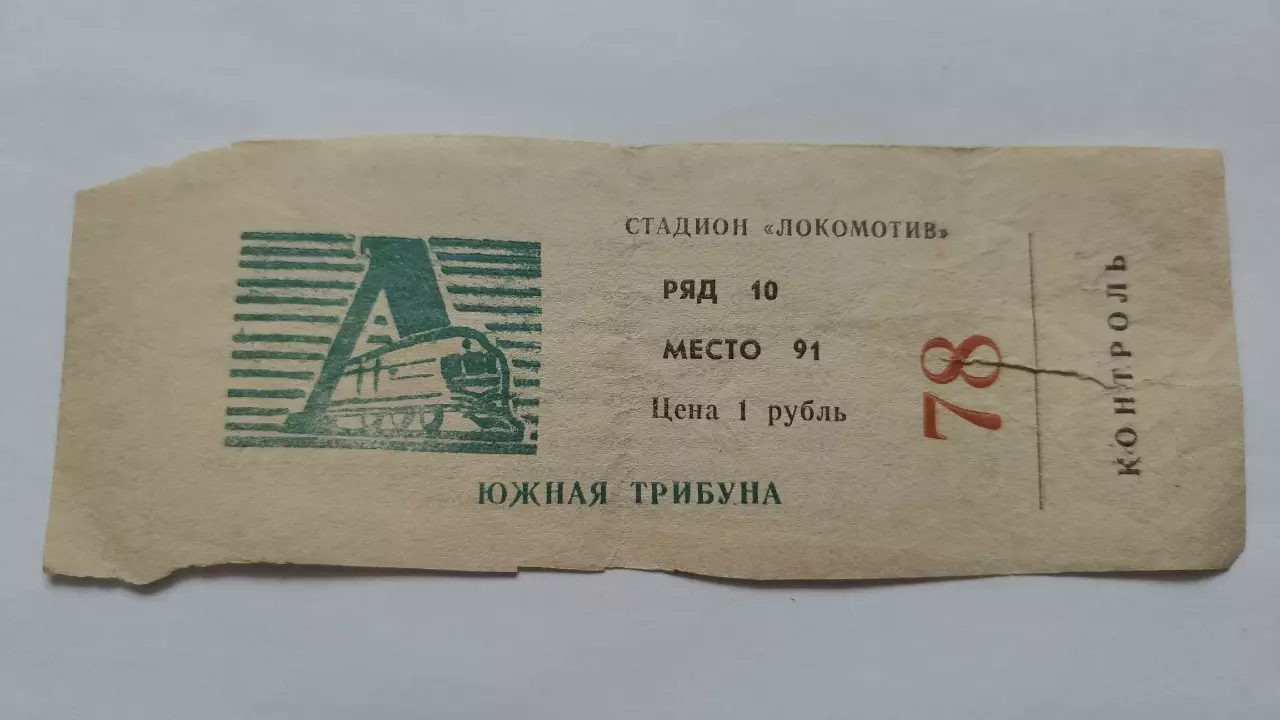 Л
СТАДИОН «ЛОКОМОТИВ»
РЯД 10
МЕСТО 91
Цена 1 рубль
78
КОНТРОЛЬ
ЮЖНАЯ ТРИБУНА